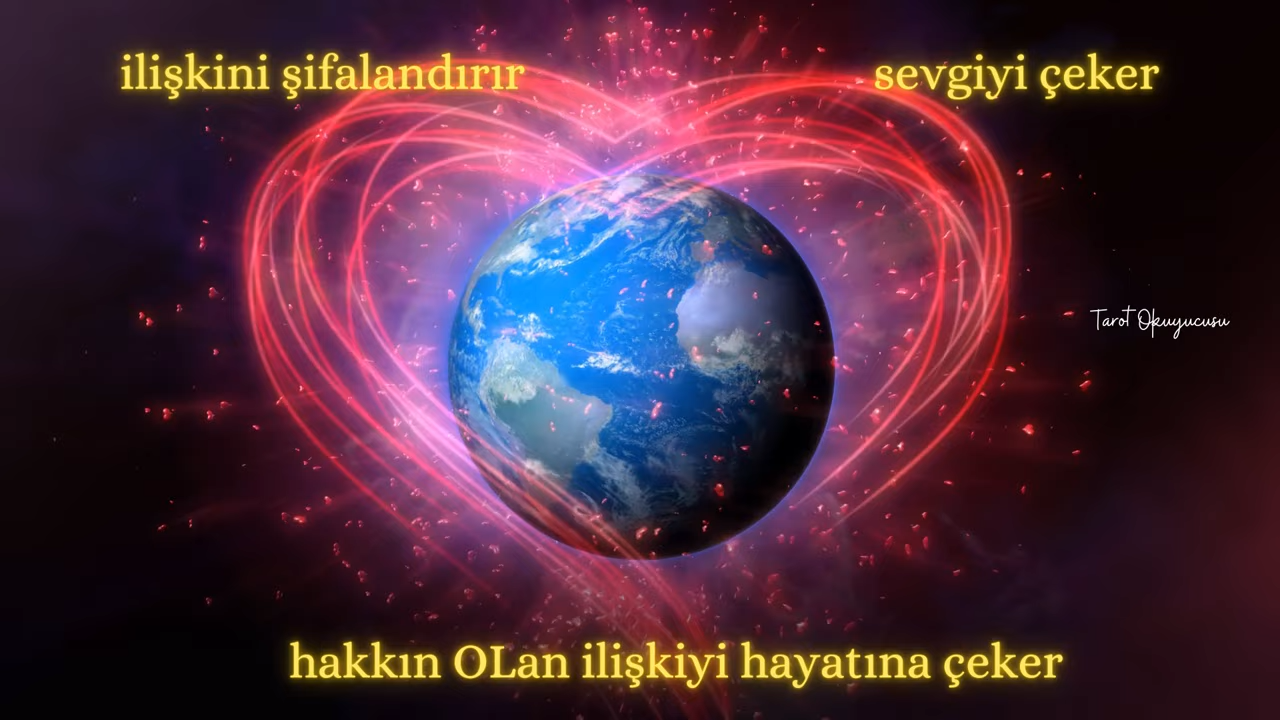 ilişkini şifalandırır
sevgiyi çeker
Tarot Okuyucusu
hakkın OLan ilişkiyi hayatına çeker